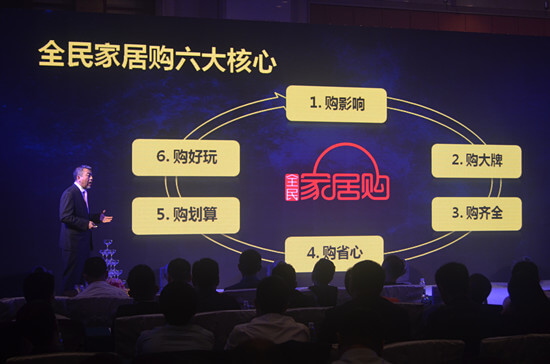 全民家居购六大核心
1. 购影响
2. 购大牌
3. 购齐全
4. 购省心
5. 购划算
6. 购好玩
全民
家居购